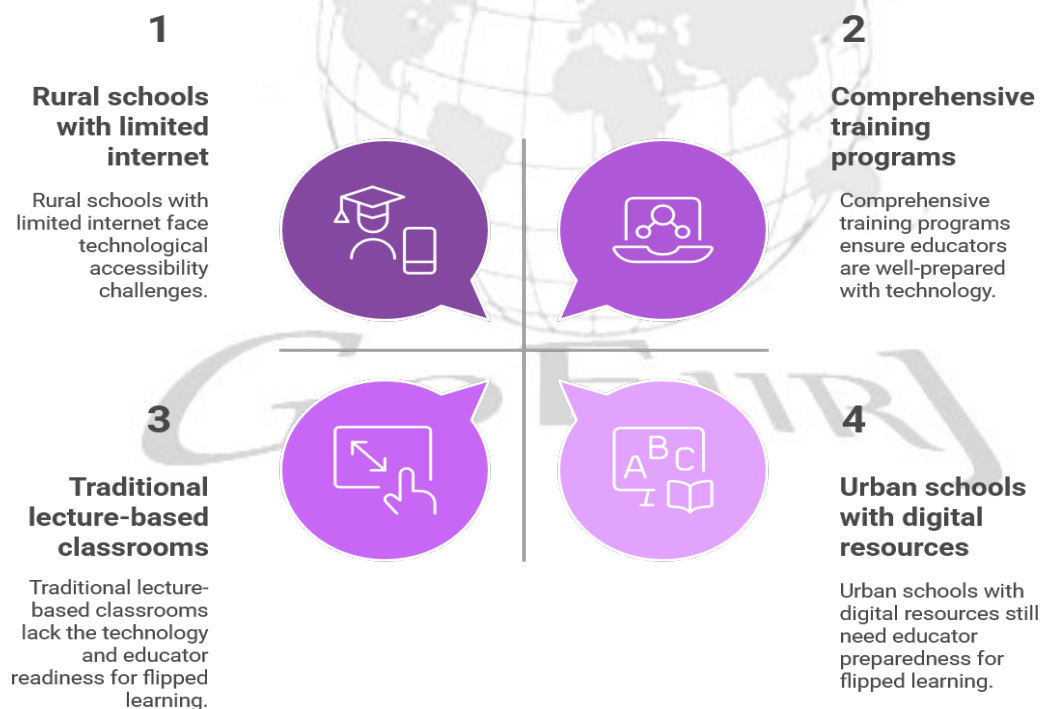 1
Rural schools
with limited
internet
Rural schools with
limited internet face
technological
accessibility
challenges.
2
Comprehensive
training
programs
Comprehensive
training programs
ensure educators
are well-prepared
with technology.
3
Traditional
lecture-based
classrooms
Traditional lecture-
based classrooms
lack the technology
and educator
readiness for flipped
learning.
4
Urban schools
with digital
resources
Urban schools with
digital resources still
need educator
preparedness for
flipped learning.
A B C